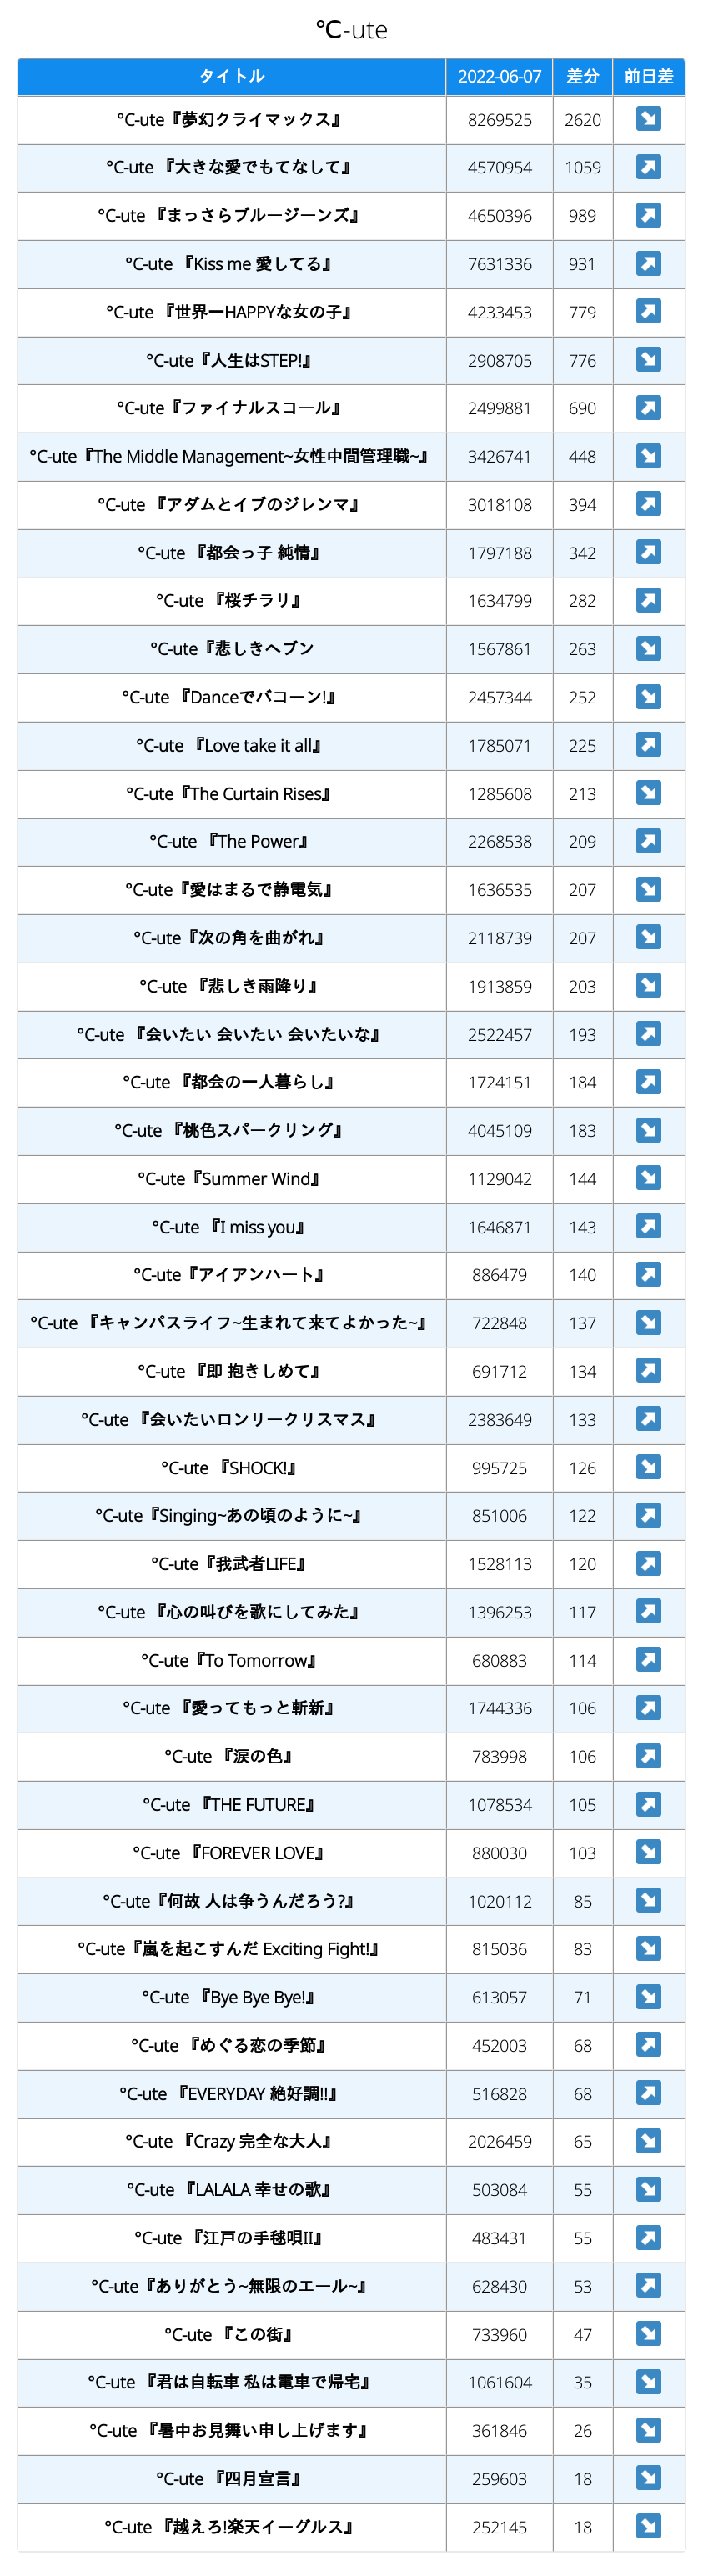 ℃-ute
タイトル 2022-06-07 差分 前日差
°C-ute『夢幻クライマックス』 8269525 2620
°C-ute 『大きな愛でもてなして』 4570954 1059
°C-ute 『まっさらブルージーンズ』 4650396 989
°C-ute 『Kiss me 愛してる』 7631336 931
°C-ute 『世界一HAPPYな女の子』 4233453 779
°C-ute『人生はSTEP!』 2908705 776
°C-ute『ファイナルスコール』 2499881 690
°C-ute『The Middle Management~女性中間管理職~』 3426741 448
°C-ute 『アダムとイブのジレンマ』 3018108 394
°C-ute 『都会っ子 純情』 1797188 342
°C-ute 『桜チラリ』 1634799 282
°C-ute『悲しきヘブン 1567861 263
°C-ute 『Danceでバコーン!』 2457344 252
°C-ute 『Love take it all』 1785071 225
°C-ute『The Curtain Rises』 1285608 213
°C-ute 『The Power』 2268538 209
°C-ute『愛はまるで静電気』 1636535 207
°C-ute『次の角を曲がれ』 2118739 207
°C-ute 『悲しき雨降り』 1913859 203
°C-ute 『会いたい 会いたい 会いたいな』 2522457 193
°C-ute 『都会の一人暮らし』 1724151 184
°C-ute 『桃色スパークリング』 4045109 183
°C-ute『Summer Wind』 1129042 144
°C-ute 『I miss you』 1646871 143
°C-ute『アイアンハート』 886479 140
°C-ute 『キャンパスライフ~生まれて来てよかった~』 722848 137
°C-ute 『即 抱きしめて』 691712 134
°C-ute 『会いたいロンリークリスマス』 2383649 133
°C-ute 『SHOCK!』 995725 126
°C-ute『Singing~あの頃のように~』 851006 122
°C-ute『我武者LIFE』 1528113 120
°C-ute 『心の叫びを歌にしてみた』 1396253 117
°C-ute『To Tomorrow』 680883 114
°C-ute 『愛ってもっと斬新』 1744336 106
°C-ute 『涙の色』 783998 106
°C-ute 『THE FUTURE』 1078534 105
°C-ute 『FOREVER LOVE』 880030 103
°C-ute『何故 人は争うんだろう?』 1020112 85
°C-ute『嵐を起こすんだ Exciting Fight!』 815036 83
°C-ute 『Bye Bye Bye!』 613057 71
°C-ute 『めぐる恋の季節』 452003 68
°C-ute 『EVERYDAY 絶好調!!』 516828 68
°C-ute 『Crazy 完全な大人』 2026459 65
°C-ute 『LALALA 幸せの歌』 503084 55
°C-ute 『江戸の手毬唄II』 483431 55
°C-ute『ありがとう~無限のエール~』 628430 53
°C-ute 『この街』 733960 47
°C-ute 『君は自転車 私は電車で帰宅』 1061604 35
°C-ute 『暑中お見舞い申し上げます』 361846 26
°C-ute 『四月宣言』 259603 18
°C-ute 『越えろ!楽天イーグルス』 252145 18